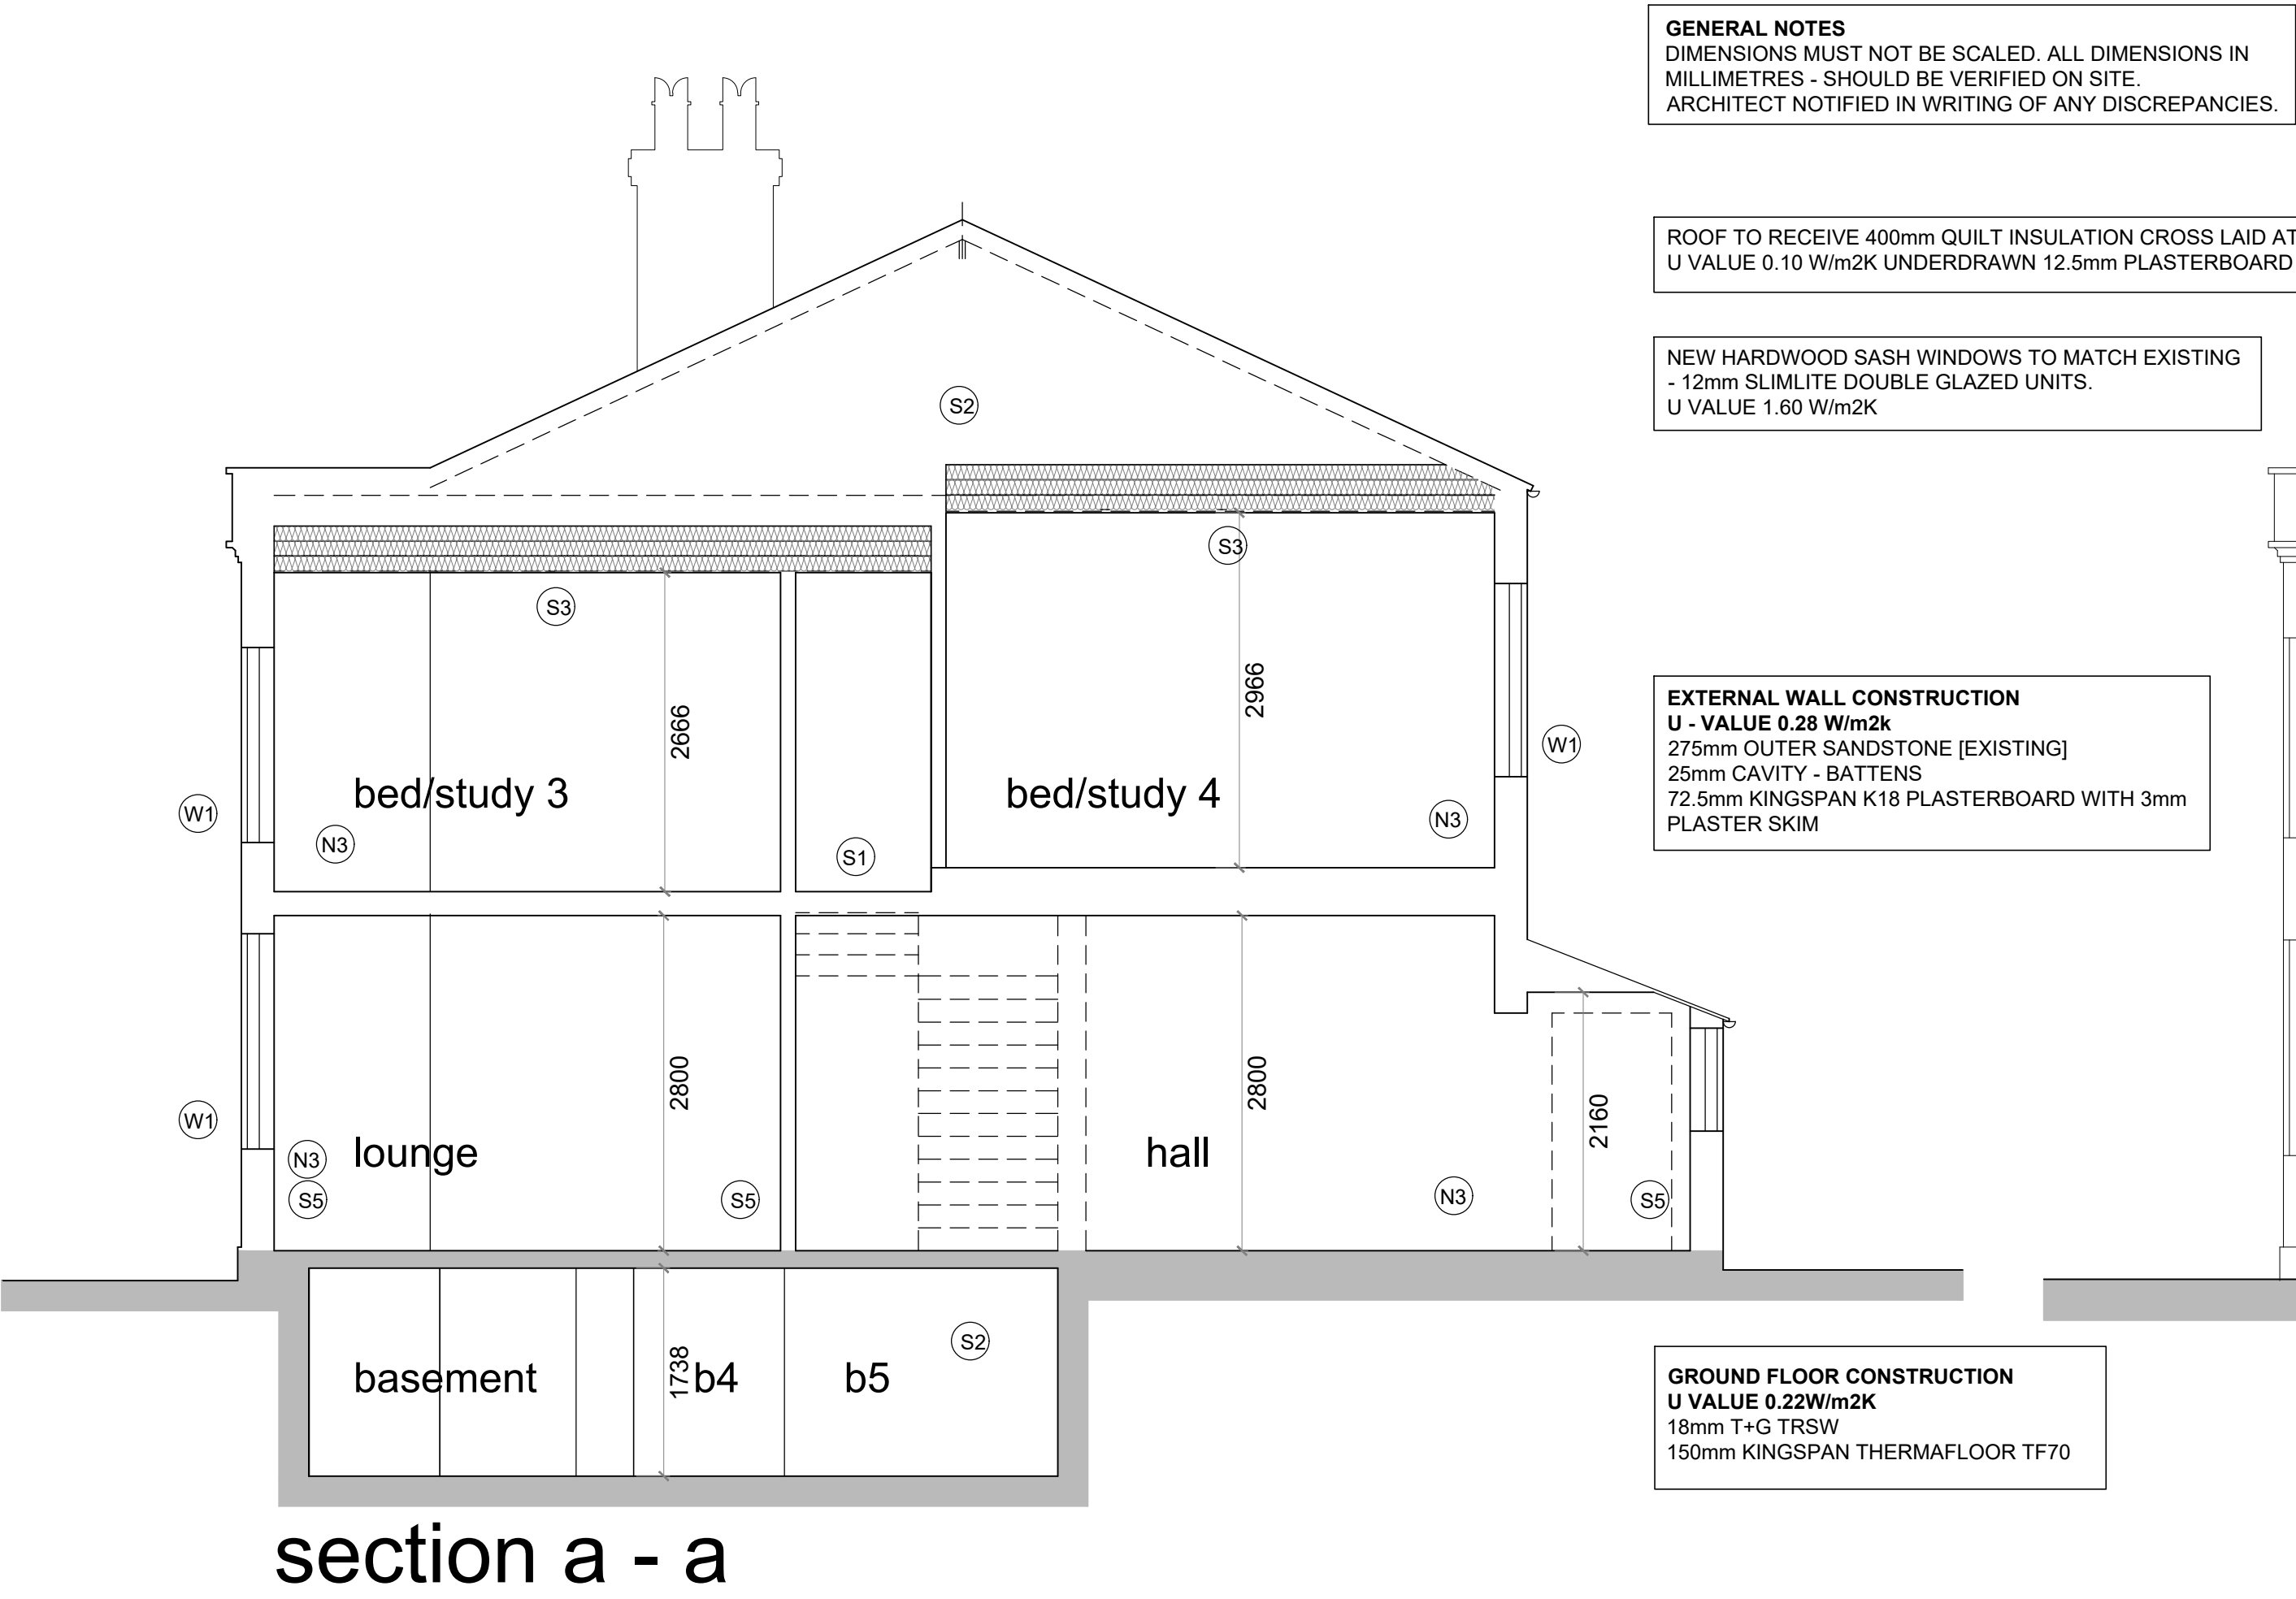 GENERAL NOTES
DIMENSIONS MUST NOT BE SCALED. ALL DIMENSIONS IN
MILLIMETRES - SHOULD BE VERIFIED ON SITE.
ARCHITECT NOTIFIED IN WRITING OF ANY DISCREPANCIES.
ROOF TO RECEIVE 400mm QUILT INSULATION CROSS LAID AT
U VALUE 0.10 W/m2K UNDERDRAWN 12.5mm PLASTERBOARD
NEW HARDWOOD SASH WINDOWS TO MATCH EXISTING
- 12mm SLIMLITE DOUBLE GLAZED UNITS.
U VALUE 1.60 W/m2K
S2
S3
S3
2666
2966
EXTERNAL WALL CONSTRUCTION
U - VALUE 0.28 W/m2k
275mm OUTER SANDSTONE [EXISTING]
25mm CAVITY - BATTENS
72.5mm KINGSPAN K18 PLASTERBOARD WITH 3mm
PLASTER SKIM
W1
bed/study 3
bed/study 4
W1
N3
S1
N3
2800
2800
2160
W1
lounge
hall
N3
S5
S5
N3
S5
S2
basement
1738
b4
b5
GROUND FLOOR CONSTRUCTION
U VALUE 0.22W/m2K
18mm T+G TRSW
150mm KINGSPAN THERMAFLOOR TF70
section a - a